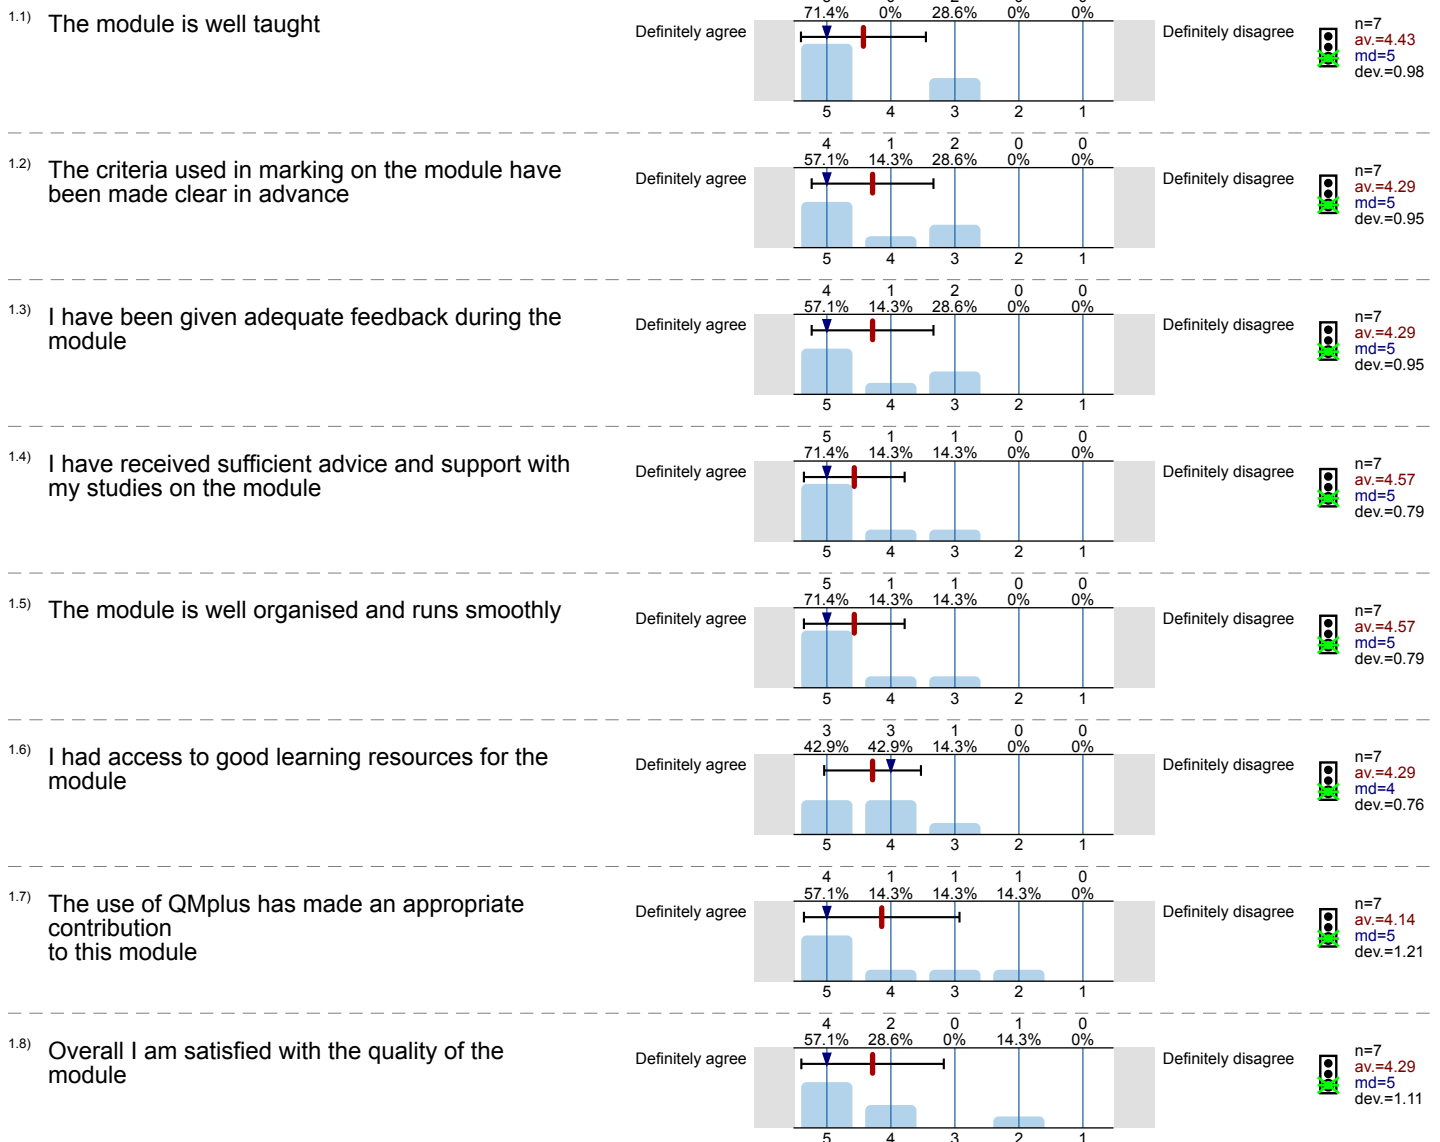 5 0 2 0 0
71.4% 0% 28.6% 0% 0%
1.1) The module is well taught
Definitely agree
Definitely disagree
n=7
av.=4.43
md=5
dev.=0.98
5 4 3 2 1
4 1 2 0 0
57.1% 14.3% 28.6% 0% 0%
1.2) The criteria used in marking on the module have
been made clear in advance
Definitely agree
Definitely disagree
n=7
av.=4.29
md=5
dev.=0.95
5 4 3 2 1
4 1 2 0 0
57.1% 14.3% 28.6% 0% 0%
1.3) I have been given adequate feedback during the
module
Definitely agree
Definitely disagree
n=7
av.=4.29
md=5
dev.=0.95
5 4 3 2 1
5 1 1 0 0
71.4% 14.3% 14.3% 0% 0%
1.4) I have received sufficient advice and support with
my studies on the module
Definitely agree
Definitely disagree
n=7
av.=4.57
md=5
dev.=0.79
5 4 3 2 1
5 1 1 0 0
71.4% 14.3% 14.3% 0% 0%
1.5) The module is well organised and runs smoothly
Definitely agree
Definitely disagree
n=7
av.=4.57
md=5
dev.=0.79
5 4 3 2 1
3 3 1 0 0
42.9% 42.9% 14.3% 0% 0%
1.6) I had access to good learning resources for the
module
Definitely agree
Definitely disagree
n=7
av.=4.29
md=4
dev.=0.76
5 4 3 2 1
4 1 1 1 0
57.1% 14.3% 14.3% 14.3% 0%
1.7) The use of QMplus has made an appropriate
contribution
to this module
Definitely agree
Definitely disagree
n=7
av.=4.14
md=5
dev.=1.21
5 4 3 2 1
4 2 0 1 0
57.1% 28.6% 0% 14.3% 0%
1.8) Overall I am satisfied with the quality of the
module
Definitely agree
Definitely disagree
n=7
av.=4.29
md=5
dev.=1.11
5 4 3 2 1